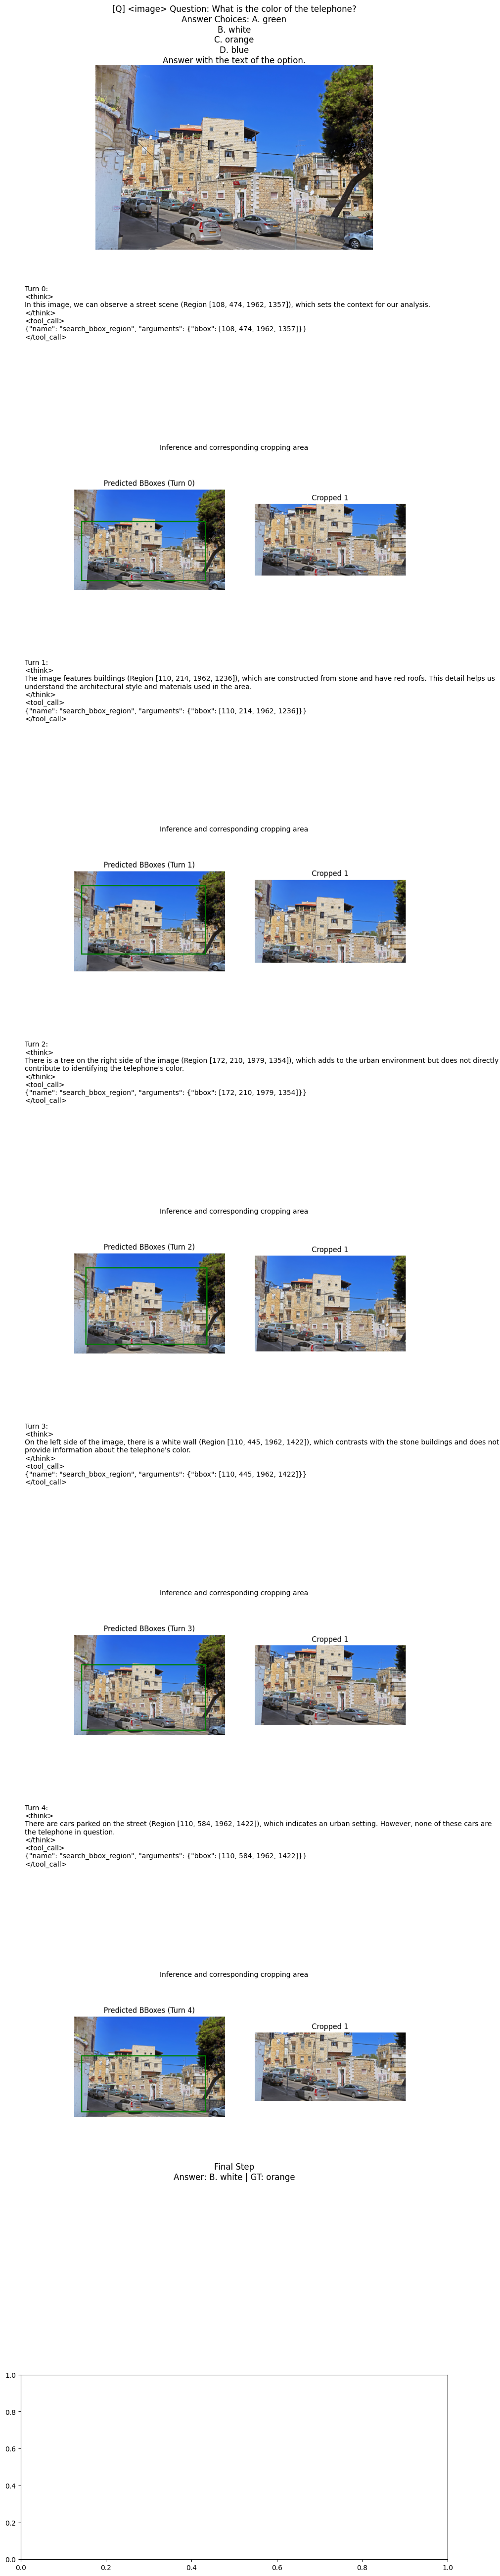 [Q] <image> Question: What is the color of the telephone?
Answer Choices: A. green
B. white
C. orange
D. blue
Answer with the text of the option.
Turn 0:
<think>
In this image, we can observe a street scene (Region [108, 474, 1962, 1357]), which sets the context for our analysis.
</think>
<tool_call>
{"name": "search_bbox_region", "arguments": {"bbox": [108, 474, 1962, 1357]}}
</tool_call>
Inference and corresponding cropping area
Predicted BBoxes (Turn 0)
Cropped 1
Turn 1:
<think>
The image features buildings (Region [110, 214, 1962, 1236]), which are constructed from stone and have red roofs. This detail helps us
understand the architectural style and materials used in the area.
</think>
<tool_call>
{"name": "search_bbox_region", "arguments": {"bbox": [110, 214, 1962, 1236]}}
</tool_call>
Inference and corresponding cropping area
Predicted BBoxes (Turn 1)
Cropped 1
Turn 2:
<think>
There is a tree on the right side of the image (Region [172, 210, 1979, 1354]), which adds to the urban environment but does not directly
contribute to identifying the telephone's color.
</think>
<tool_call>
{"name": "search_bbox_region", "arguments": {"bbox": [172, 210, 1979, 1354]}}
</tool_call>
Inference and corresponding cropping area
Predicted BBoxes (Turn 2)
Cropped 1
Turn 3:
<think>
On the left side of the image, there is a white wall (Region [110, 445, 1962, 1422]), which contrasts with the stone buildings and does not
provide information about the telephone's color.
</think>
<tool_call>
{"name": "search_bbox_region", "arguments": {"bbox": [110, 445, 1962, 1422]}}
</tool_call>
Inference and corresponding cropping area
Predicted BBoxes (Turn 3)
Cropped 1
Turn 4:
<think>
There are cars parked on the street (Region [110, 584, 1962, 1422]), which indicates an urban setting. However, none of these cars are
the telephone in question.
</think>
<tool_call>
{"name": "search_bbox_region", "arguments": {"bbox": [110, 584, 1962, 1422]}}
</tool_call>
Inference and corresponding cropping area
Predicted BBoxes (Turn 4)
Cropped 1
Final Step
Answer: B. white | GT: orange
1.0
0.8
0.6
0.4
0.2
0.0
0.0 0.2 0.4 0.6 0.8 1.0